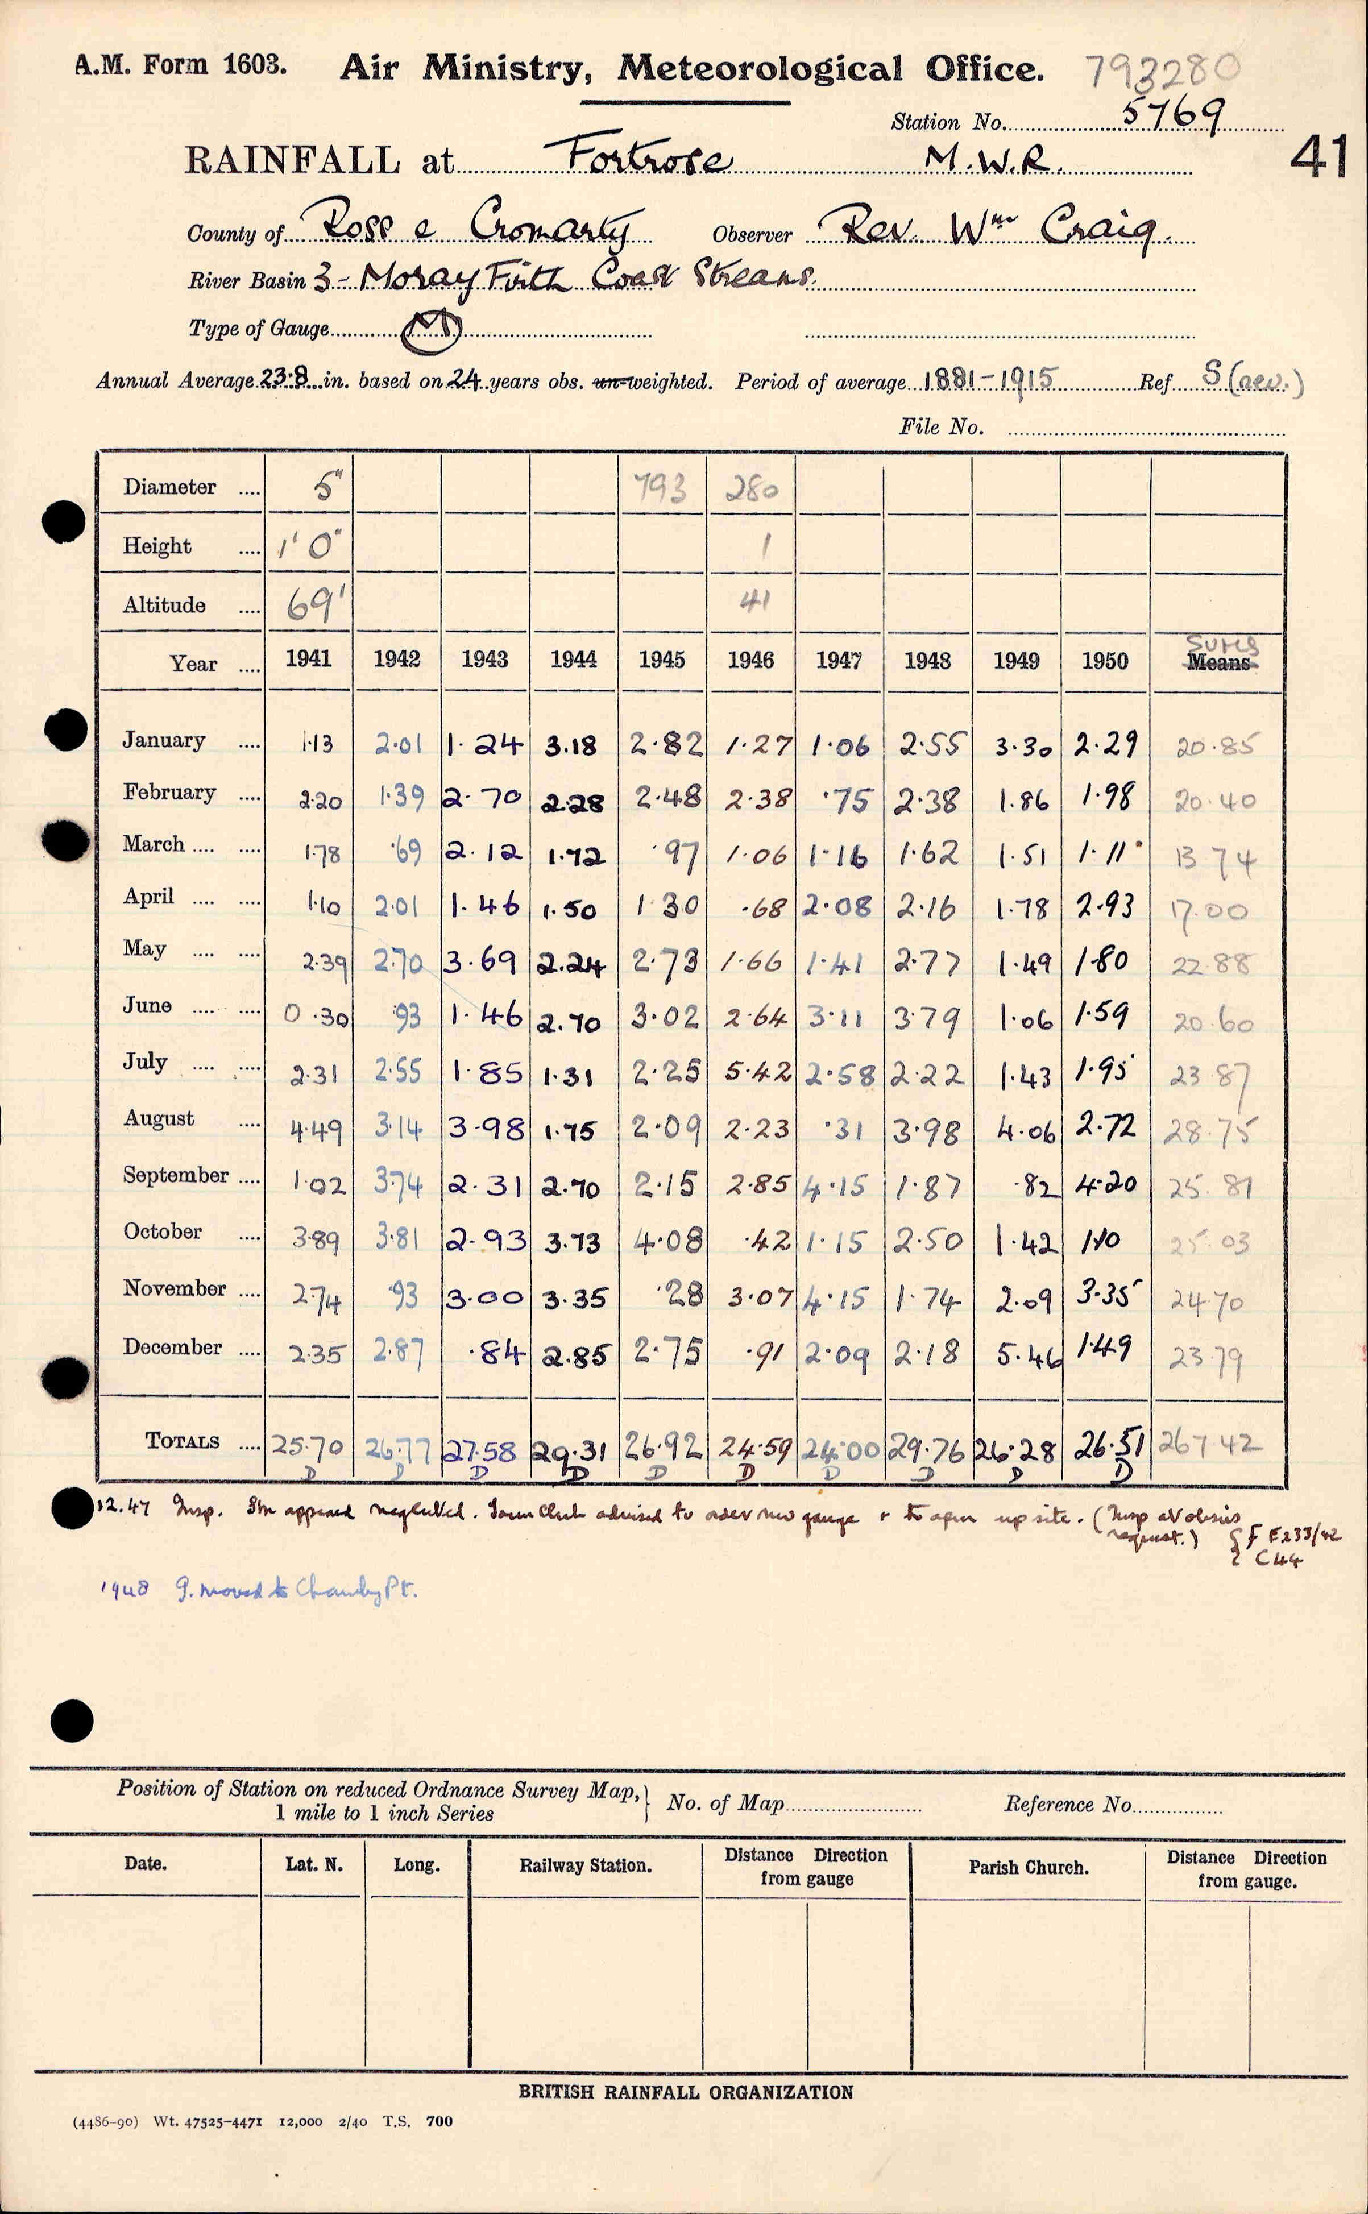 A.M. Form 1603. Air Ministry, Meteorological Office. 793280
Station No. 5769
RAINFALL at Fortrose M.W.R. 41
County of Ross & Cromarty Observer Rev. Wm Craig.
River Basin 3 - Moray Firth Coast Streams.
Type of Gauge M
Annual Average 23.8 in. based on 24 years obs. un-weighted. Period of average 1881-1915 Ref S (rev.)
File No.
Diameter .... 5" 793 280
Height .... 1' 0" 1
Altitude .... 69' 41
Sums
Year .... 1941 1942 1943 1944 1945 1946 1947 1948 1949 1950 Means
January .... 1.13 2.01 1.24 3.18 2.82 1.27 1.06 2.55 3.30 2.29 20.85
February .... 2.20 1.39 2.70 2.28 2.48 2.38 .75 2.38 1.86 1.98 20.40
March .... .... 1.78 .69 2.12 1.72 .97 1.06 1.16 1.62 1.51 1.11 13 74
April .... .... 1.10 2.01 1.46 1.50 1 30 .68 2.08 2.16 1.78 2.93 17.00
May .... .... 2.39 2.70 3.69 2.24 2.73 1.66 1.41 2.77 1.49 1.80 22.88
June .... .... 0.30 .93 1.46 2.70 3.02 2.64 3.11 3.79 1.06 1.59 20.60
July .... .... 2.31 2.55 1.85 1.31 2.25 5.42 2.58 2.22 1.43 1.95 23 87
August .... 4.49 3.14 3.98 1.75 2.09 2.23 .31 3.98 4.06 2.72 28.75
September .... 1.02 3.74 2.31 2.70 2.15 2.85 4.15 1.87 .82 4.20 25.81
October .... 3.89 3.81 2.93 3.73 4.08 .42 1.15 2.50 1.42 1.10 25.03
November .... 2.74 .93 3.00 3.35 .28 3.07 4.15 1.74 2.09 3.35 24.70
December .... 2.35 2.87 .84 2.85 2.75 .91 2.09 2.18 5.46 1.49 23.79
TOTALS .... 25.70 26.77 27.58 29.31 26.92 24.59 24.00 29.76 26.28 26.51 267.42
D D D D D D D D D D
12.47 Insp. Stn appeared neglected. Town Clerk advised to order new gauge & to open up site. (Insp at obsrs
request.) { F E233/42
C44
1948 G. moved to Chanonry Pt.
Position of Station on reduced Ordnance Survey Map, }
1 mile to 1 inch Series No. of Map Reference No.
Date. Lat. N. Long. Railway Station. Distance from gauge Direction Parish Church. Distance Direction from gauge.
BRITISH RAINFALL ORGANIZATION
(4486-90) Wt. 47525-4471 12,000 2/40 T.S. 700